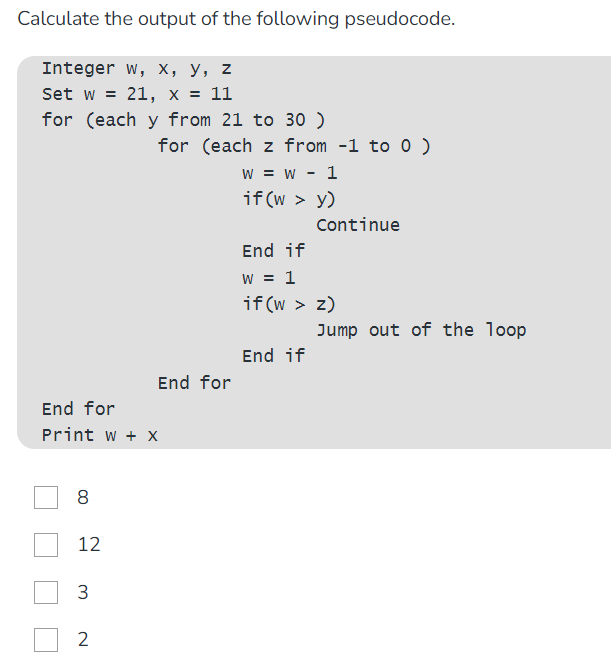 Calculate the output of the following pseudocode.
Integer w, x, y, z
Set w = 21, x = 11
for (each y from 21 to 30 )
for (each z from -1 to 0 )
w = w - 1
if(w > y)
Continue
End if
w = 1
if(w > z)
Jump out of the loop
End if
End for
End for
Print w + x
8
12
3
2